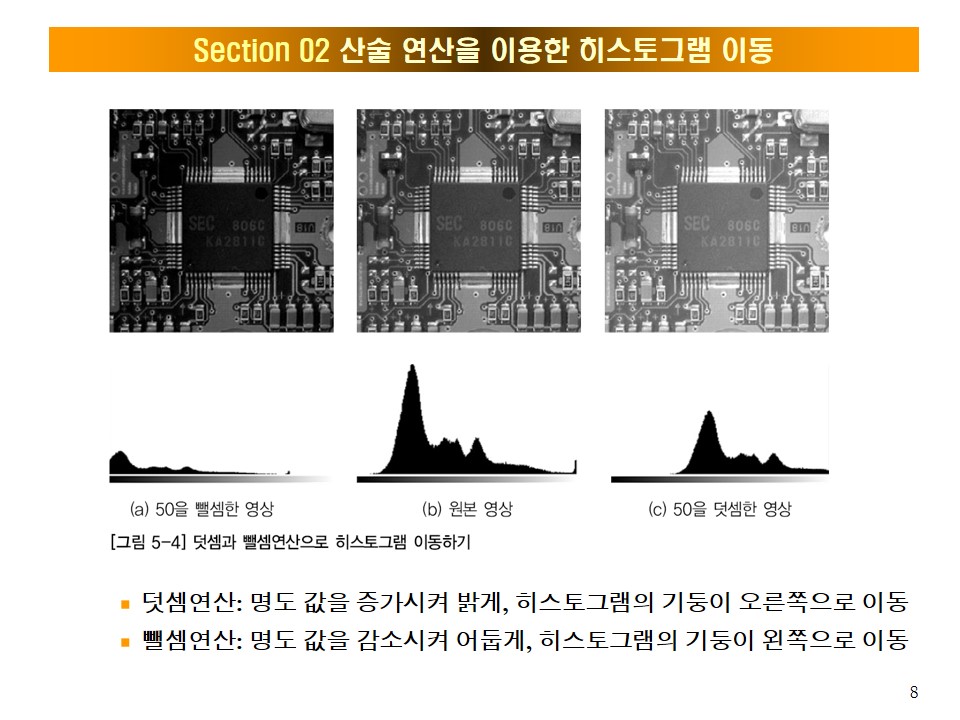 Section 02 산술 연산을 이용한 히스토그램 이동
SEC 806C
KA2811C
SEC 806C
KA2811C
SEC 806C
KA2811C
(a) 50을 뺄셈한 영상
(b) 원본 영상
(c) 50을 덧셈한 영상
[그림 5-4] 덧셈과 뺄셈연산으로 히스토그램 이동하기
덧셈연산: 명도 값을 증가시켜 밝게, 히스토그램의 기둥이 오른쪽으로 이동
뺄셈연산: 명도 값을 감소시켜 어둡게, 히스토그램의 기둥이 왼쪽으로 이동
8